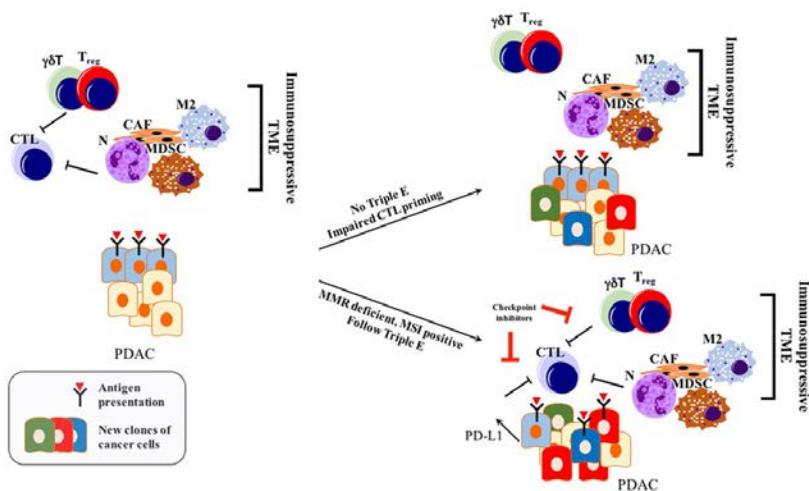 γδT
Treg
M2
CAF
N
MDSC
CTL
Immunosuppressive
TME
PDAC
Antigen
presentation
New clones of
cancer cells
No Triple E
Impaired CTL priming
MMR deficient, MSI positive
Follow Triple E
γδT
Treg
M2
CAF
N
MDSC
Immunosuppressive
TME
PDAC
Checkpoint
inhibitors
γδT
Treg
M2
CTL
CAF
N
MDSC
Immunosuppressive
TME
PD-L1
PDAC